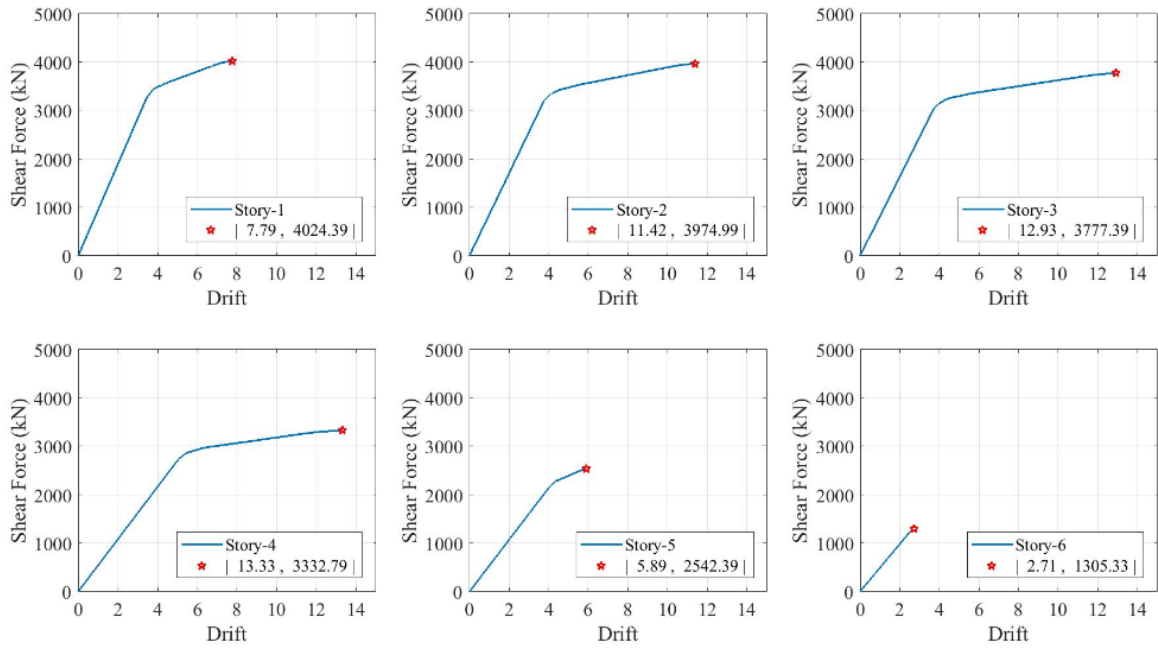 5000
4000
3000
2000
1000
0
Shear Force (kN)
Story-1
| 7.79 , 4024.39 |
0 2 4 6 8 10 12 14
Drift
5000
4000
3000
2000
1000
0
Shear Force (kN)
Story-2
| 11.42 , 3974.99 |
0 2 4 6 8 10 12 14
Drift
5000
4000
3000
2000
1000
0
Shear Force (kN)
Story-3
| 12.93 , 3777.39 |
0 2 4 6 8 10 12 14
Drift
5000
4000
3000
2000
1000
0
Shear Force (kN)
Story-4
| 13.33 , 3332.79 |
0 2 4 6 8 10 12 14
Drift
5000
4000
3000
2000
1000
0
Shear Force (kN)
Story-5
| 5.89 , 2542.39 |
0 2 4 6 8 10 12 14
Drift
5000
4000
3000
2000
1000
0
Shear Force (kN)
Story-6
| 2.71 , 1305.33 |
0 2 4 6 8 10 12 14
Drift